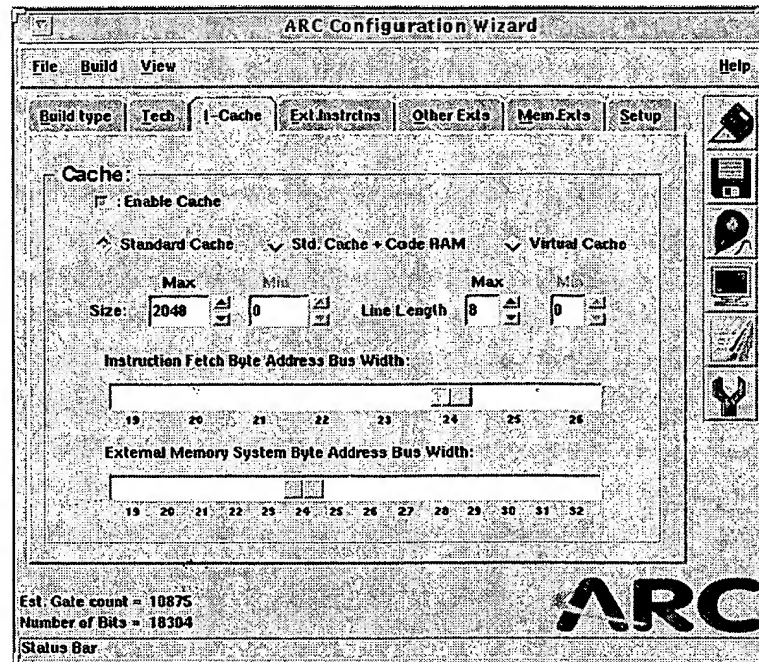 ARC Configuration Wizard
File Build View Help
Build type Tech I-Cache Ext.Instrctns Other Exts Mem.Exts Setup
Cache:
: Enable Cache
Standard Cache Std. Cache + Code RAM Virtual Cache
Max Min Max Min
Size: 2048 0 Line Length 8 0
Instruction Fetch Byte Address Bus Width:
19 20 21 22 23 24 25 26
External Memory System Byte Address Bus Width:
19 20 21 22 23 24 25 26 27 28 29 30 31 32
Est. Gate count = 10875
Number of Bits = 18304
ARC
Status Bar